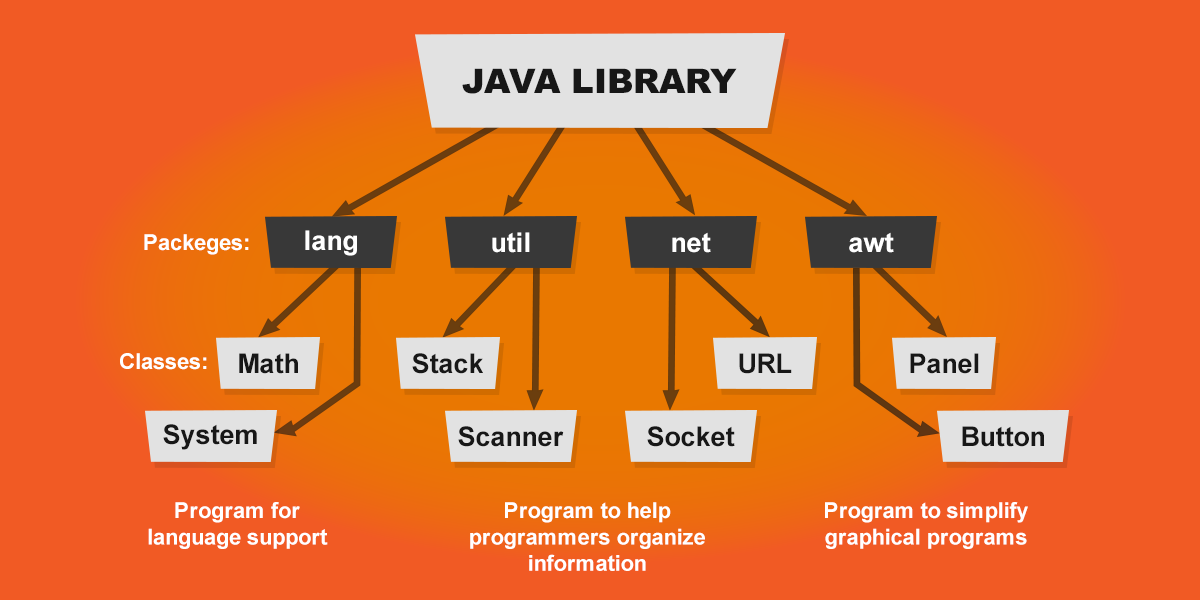 JAVA LIBRARY
Packeges:
lang
util
net
awt
Classes:
Math
Stack
URL
Panel
System
Scanner
Socket
Button
Program for
language support
Program to help
programmers organize
information
Program to simplify
graphical programs